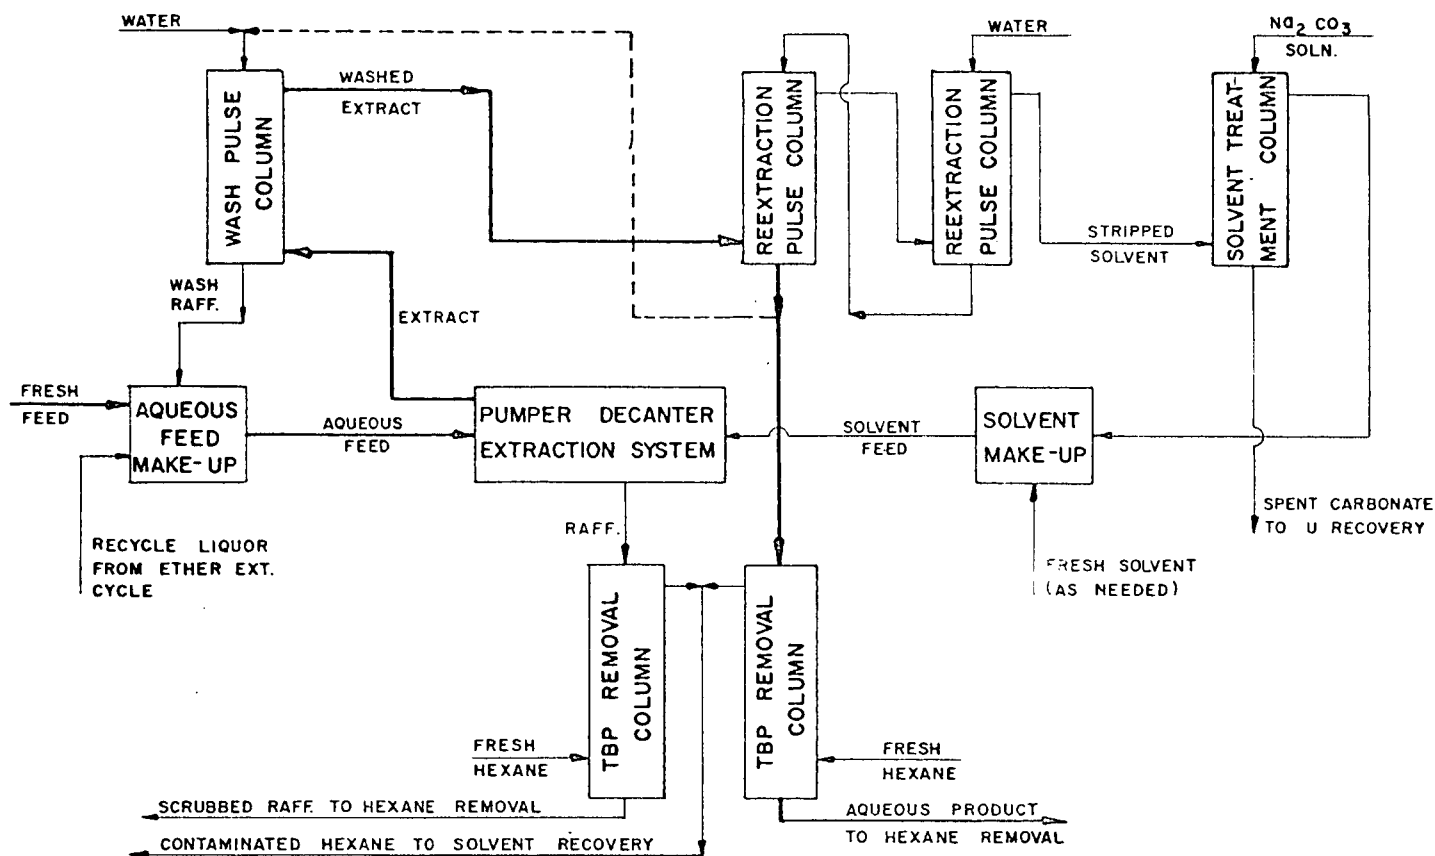 WATER
WASHED
EXTRACT
WATER
Na2 CO3
SOLN.
WASH PULSE
COLUMN
REEXTRACTION
PULSE COLUMN
REEXTRACTION
PULSE COLUMN
SOLVENT TREAT-
MENT COLUMN
STRIPPED
SOLVENT
WASH
RAFF.
EXTRACT
FRESH
FEED
AQUEOUS
FEED
MAKE-UP
AQUEOUS
FEED
PUMPER DECANTER
EXTRACTION SYSTEM
SOLVENT
FEED
SOLVENT
MAKE-UP
RECYCLE LIQUOR
FROM ETHER EXT.
CYCLE
RAFF.
SPENT CARBONATE
TO U RECOVERY
FRESH SOLVENT
(AS NEEDED)
TBP REMOVAL
COLUMN
TBP REMOVAL
COLUMN
FRESH
HEXANE
FRESH
HEXANE
SCRUBBED RAFF. TO HEXANE REMOVAL
AQUEOUS PRODUCT
TO HEXANE REMOVAL
CONTAMINATED HEXANE TO SOLVENT RECOVERY